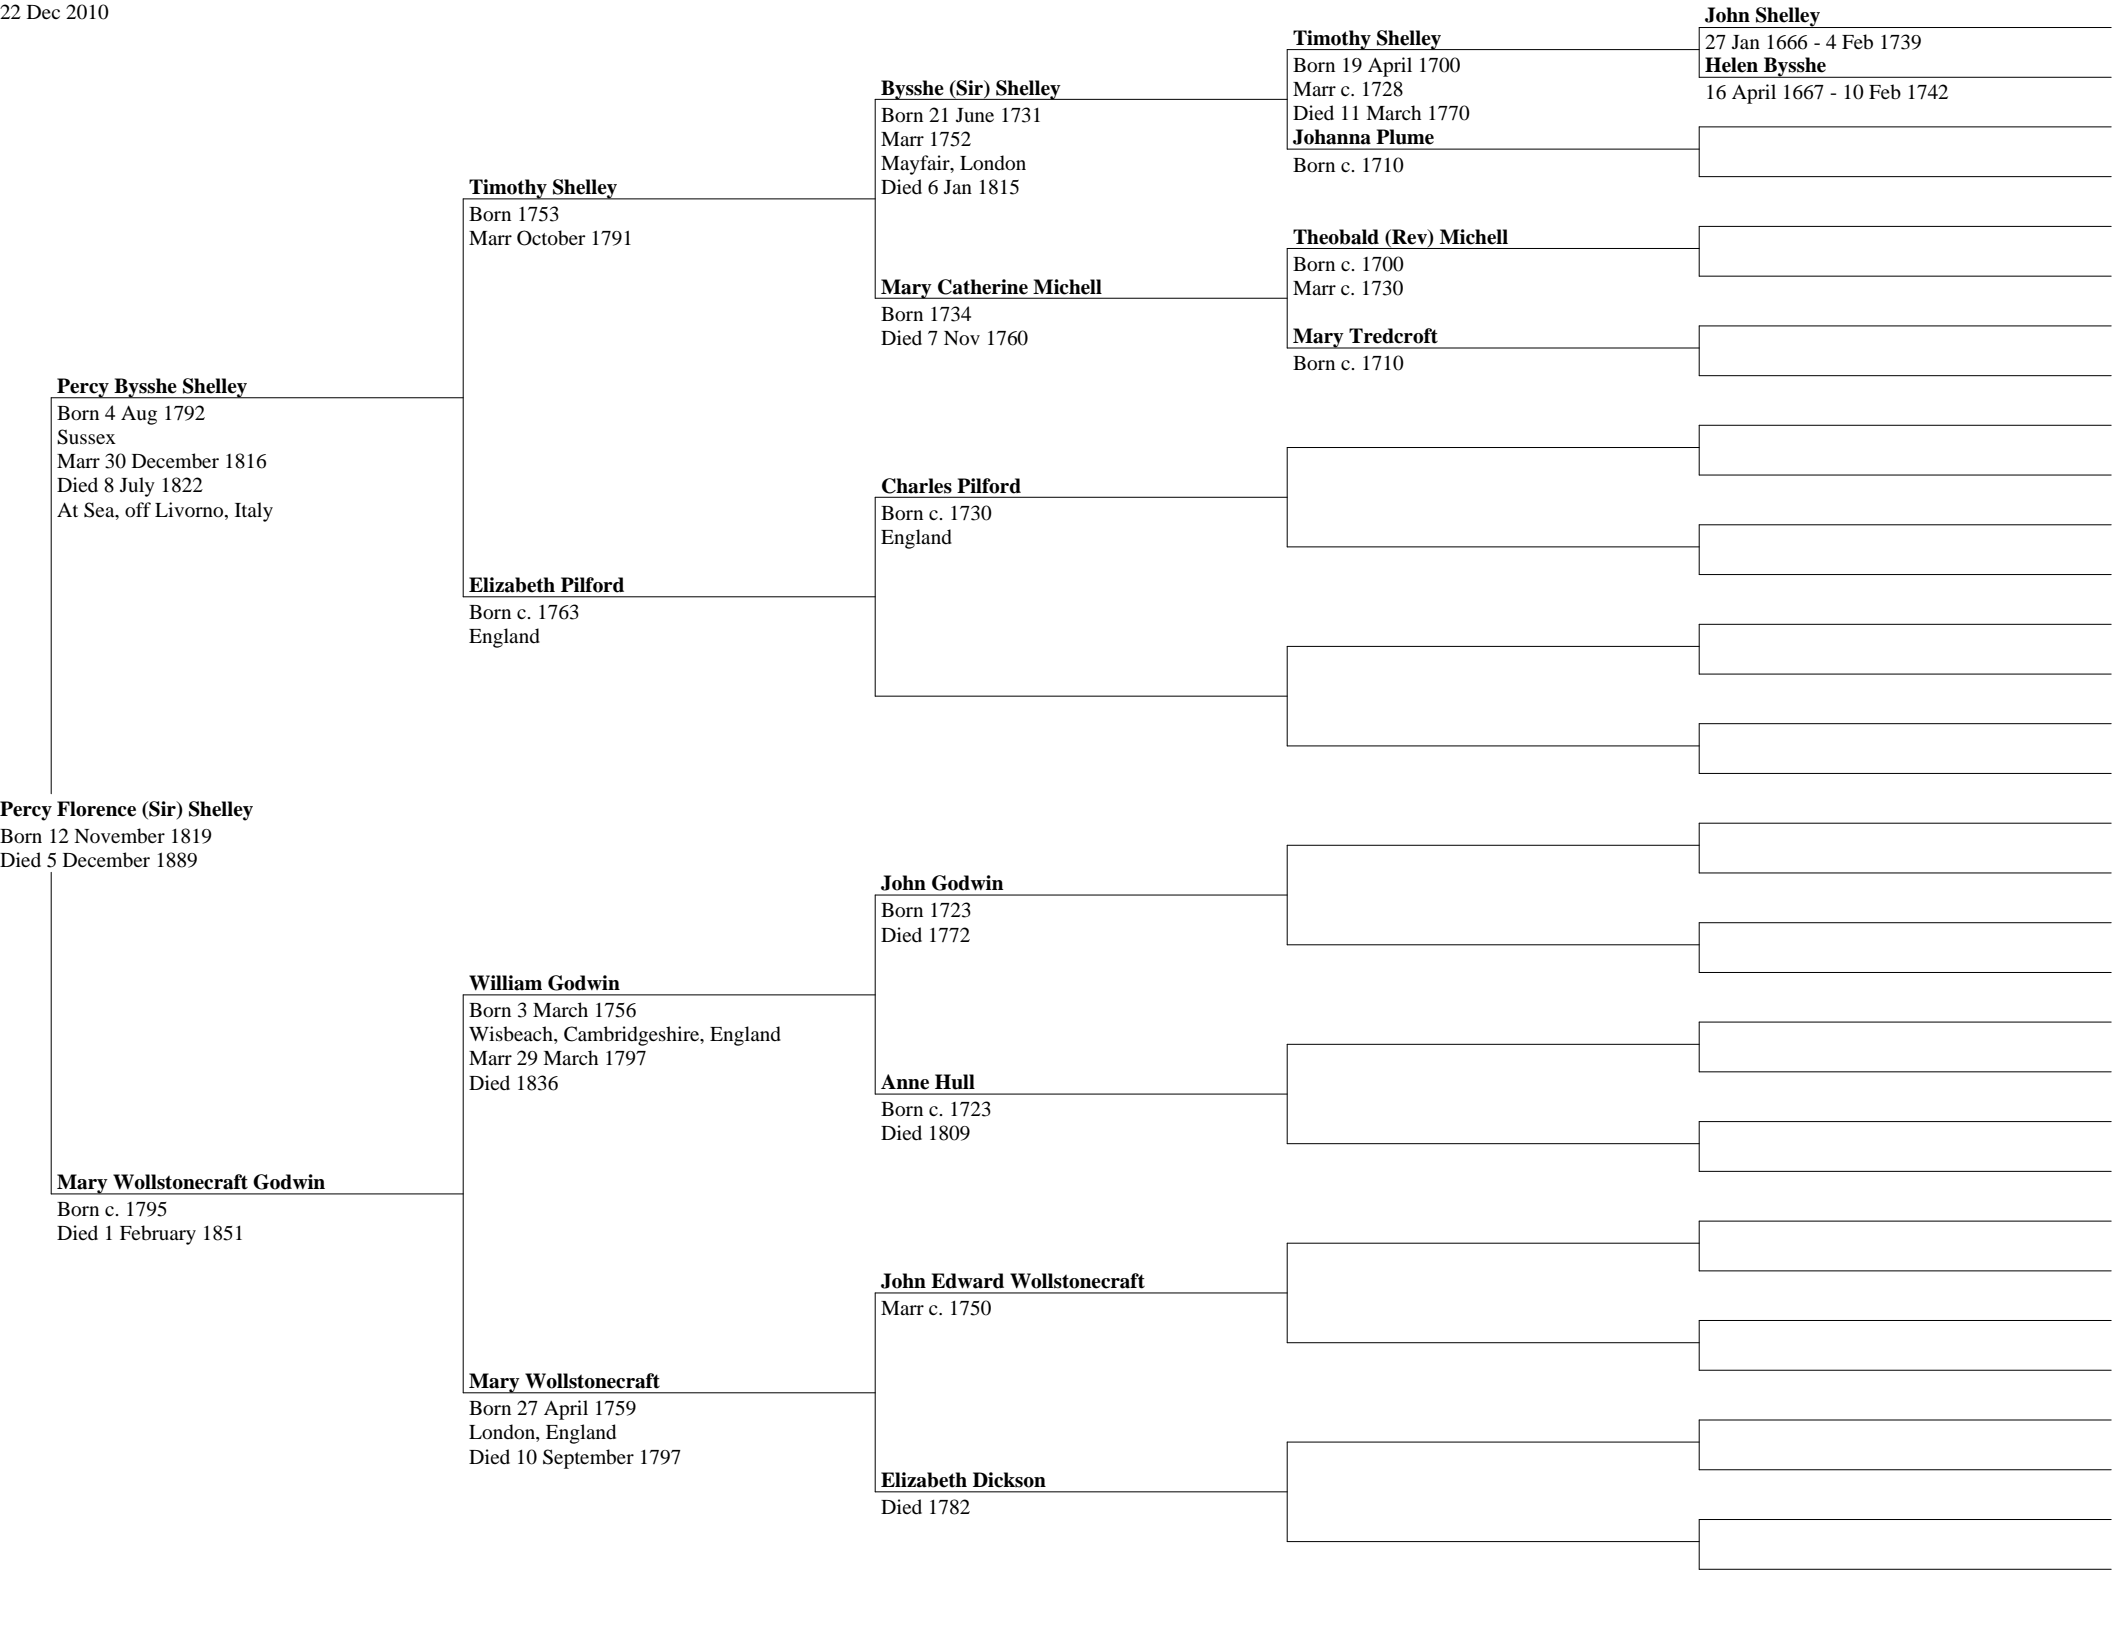 22 Dec 2010
John Shelley
27 Jan 1666 - 4 Feb 1739
Helen Bysshe
16 April 1667 - 10 Feb 1742
Timothy Shelley
Born 19 April 1700
Marr c. 1728
Died 11 March 1770
Johanna Plume
Born c. 1710
Bysshe (Sir) Shelley
Born 21 June 1731
Marr 1752
Mayfair, London
Died 6 Jan 1815
Timothy Shelley
Born 1753
Marr October 1791
Theobald (Rev) Michell
Born c. 1700
Marr c. 1730
Mary Catherine Michell
Born 1734
Died 7 Nov 1760
Mary Tredcroft
Born c. 1710
Percy Bysshe Shelley
Born 4 Aug 1792
Sussex
Marr 30 December 1816
Died 8 July 1822
At Sea, off Livorno, Italy
Charles Pilford
Born c. 1730
England
Elizabeth Pilford
Born c. 1763
England
Percy Florence (Sir) Shelley
Born 12 November 1819
Died 5 December 1889
John Godwin
Born 1723
Died 1772
William Godwin
Born 3 March 1756
Wisbeach, Cambridgeshire, England
Marr 29 March 1797
Died 1836
Anne Hull
Born c. 1723
Died 1809
Mary Wollstonecraft Godwin
Born c. 1795
Died 1 February 1851
John Edward Wollstonecraft
Marr c. 1750
Mary Wollstonecraft
Born 27 April 1759
London, England
Died 10 September 1797
Elizabeth Dickson
Died 1782